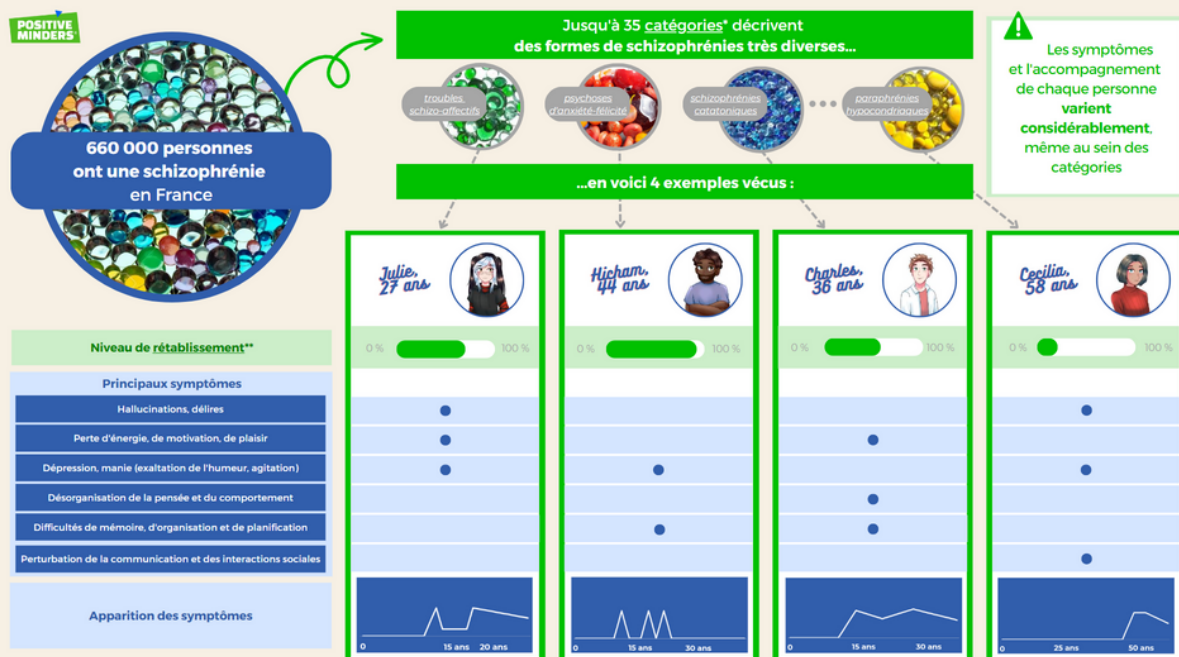 POSITIVE
MINDERS
660 000 personnes
ont une schizophrénie
en France
Jusqu'à 35 catégories* décrivent
des formes de schizophrénies très diverses...
troubles
schizo-affectifs
psychoses
d'anxiété-félicité
schizophrénies
catatoniques
paraphrénies
hypocondriaques
...en voici 4 exemples vécus :
Les symptômes
et l'accompagnement
de chaque personne
varient
considérablement,
même au sein des
catégories
Julie,
27 ans
Hicham,
44 ans
Charles,
36 ans
Cecilia,
58 ans
Niveau de rétablissement**
0 % 100 %
0 % 100 %
0 % 100 %
0 % 100 %
Principaux symptômes
Hallucinations, délires
Perte d'énergie, de motivation, de plaisir
Dépression, manie (exaltation de l'humeur, agitation)
Désorganisation de la pensée et du comportement
Difficultés de mémoire, d'organisation et de planification
Perturbation de la communication et des interactions sociales
Apparition des symptômes
0 15 ans 20 ans
0 15 ans 30 ans
0 15 ans 30 ans
0 25 ans 50 ans